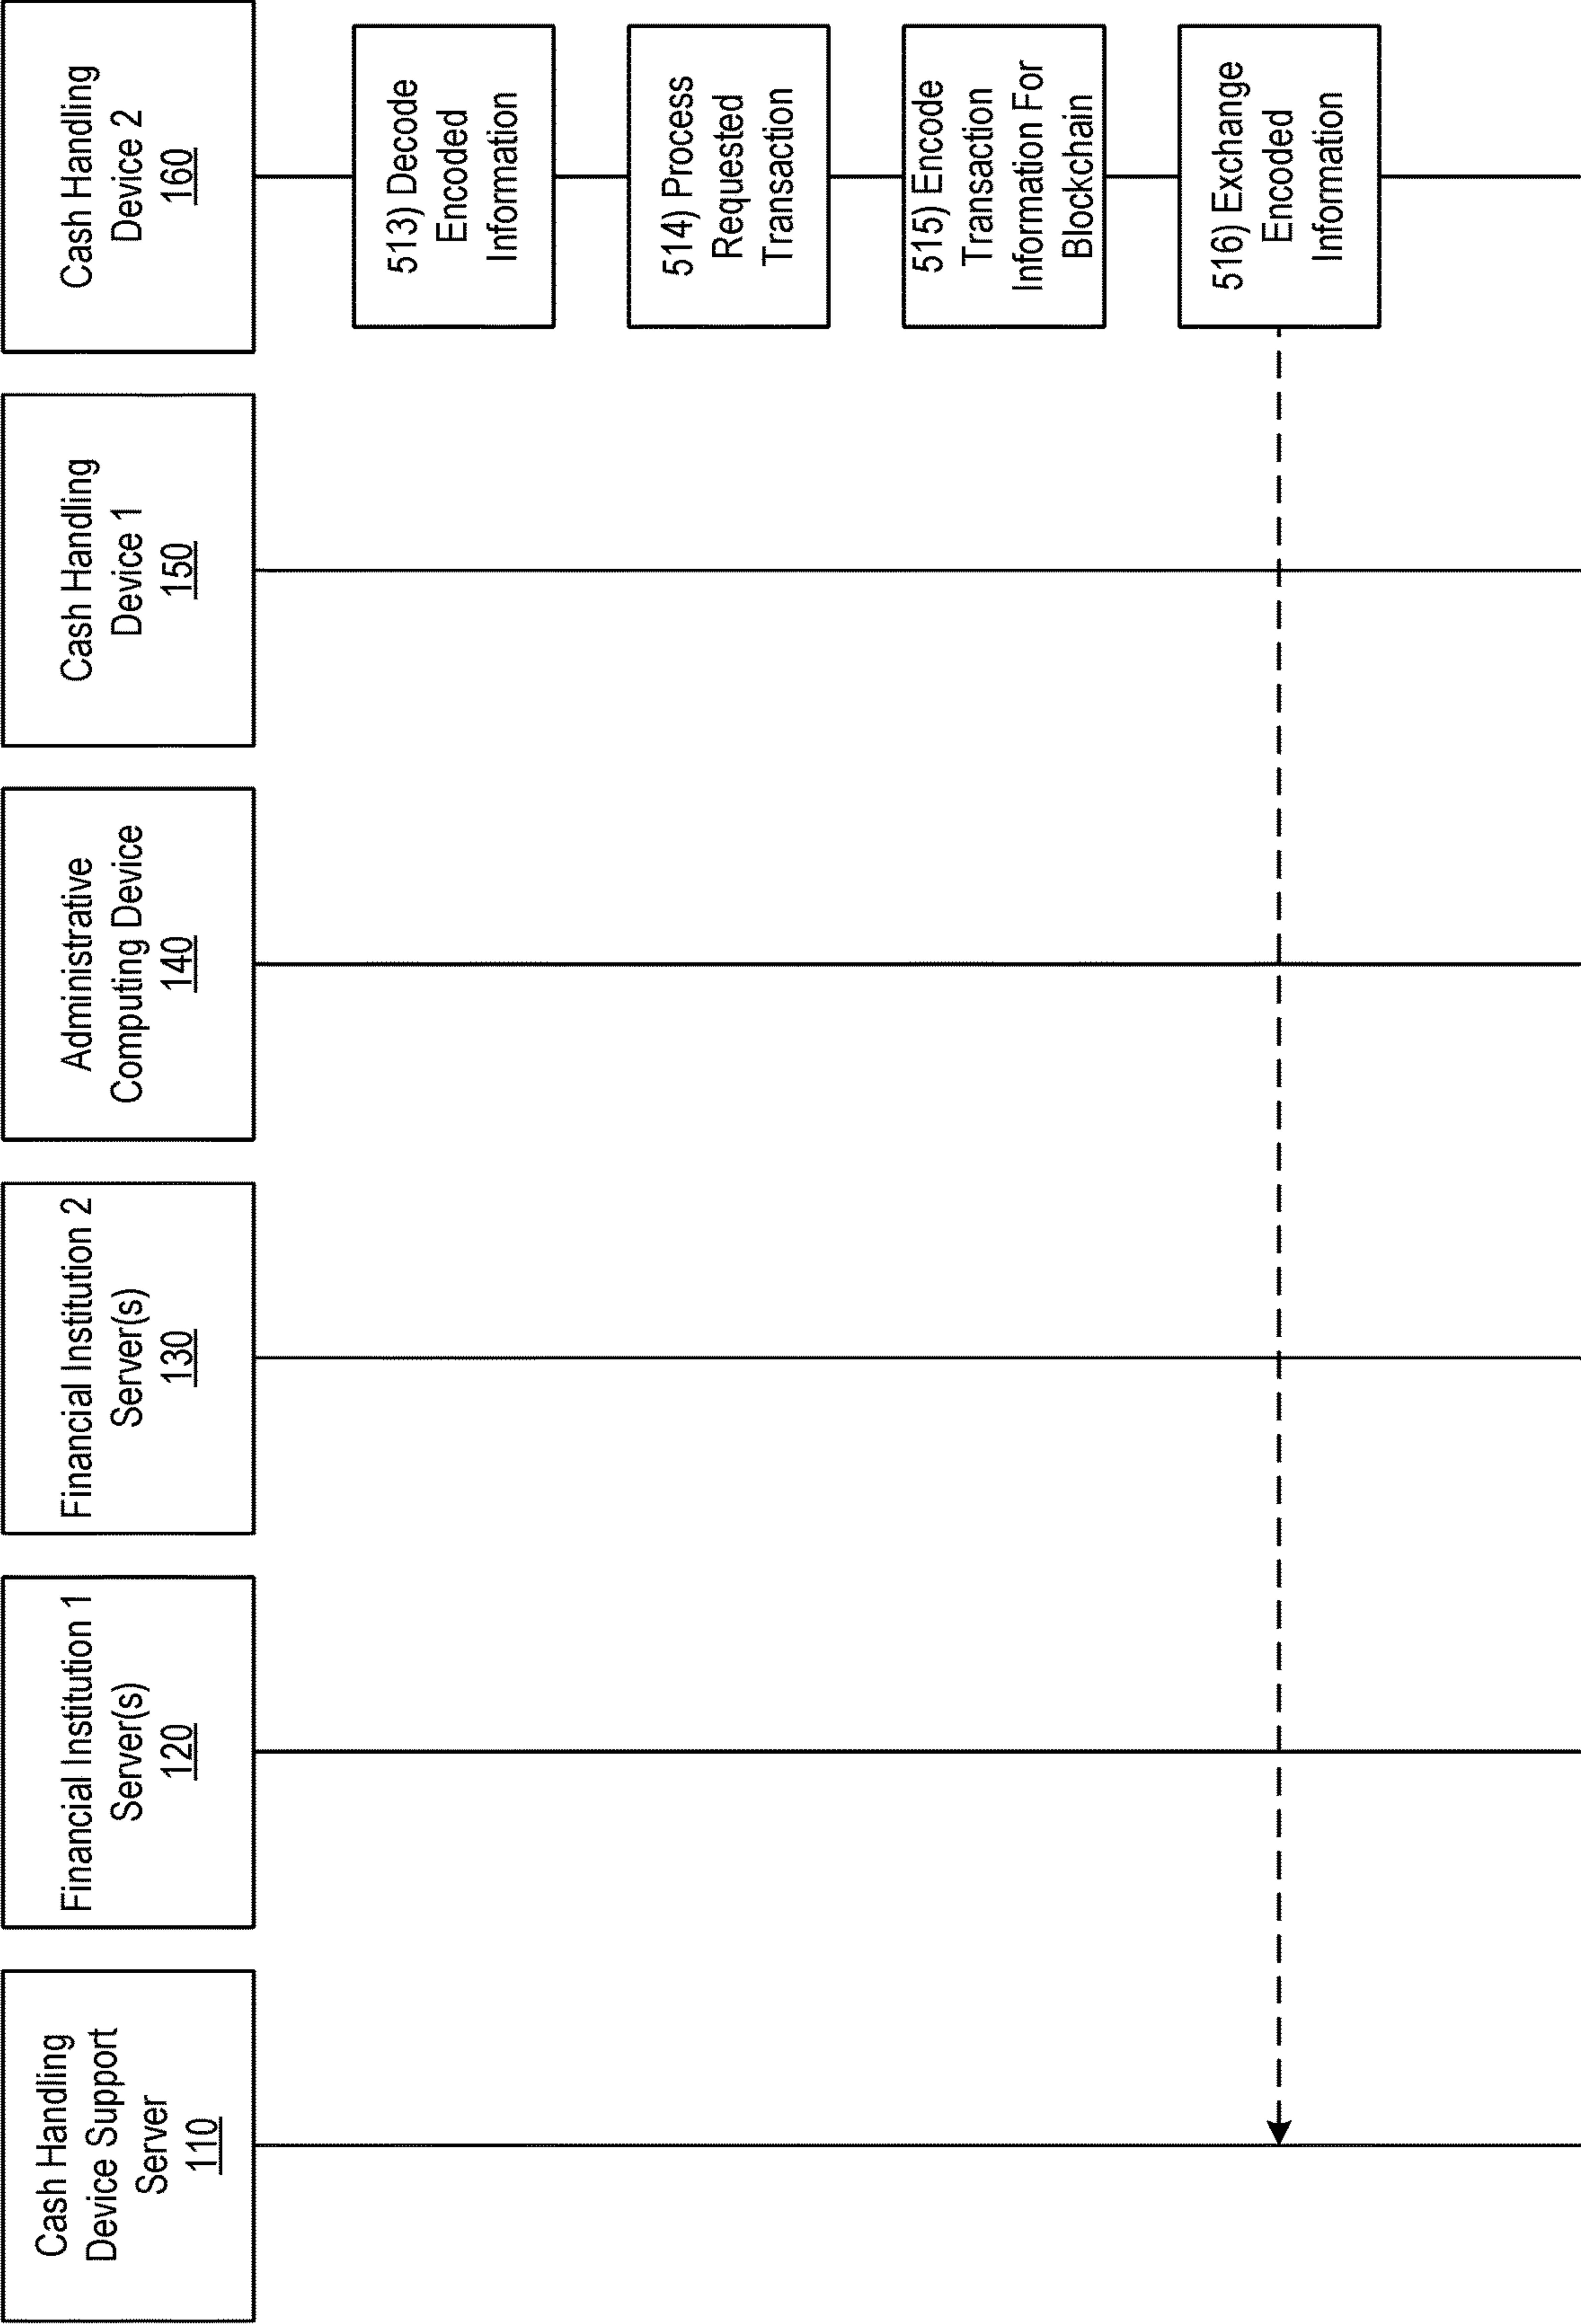 Cash Handling
Device Support
Server
110
Financial Institution 1
Server(s)
120
Financial Institution 2
Server(s)
130
Administrative
Computing Device
140
Cash Handling
Device 1
150
Cash Handling
Device 2
160
513) Decode
Encoded
Information
514) Process
Requested
Transaction
515) Encode
Transaction
Information For
Blockchain
516) Exchange
Encoded
Information